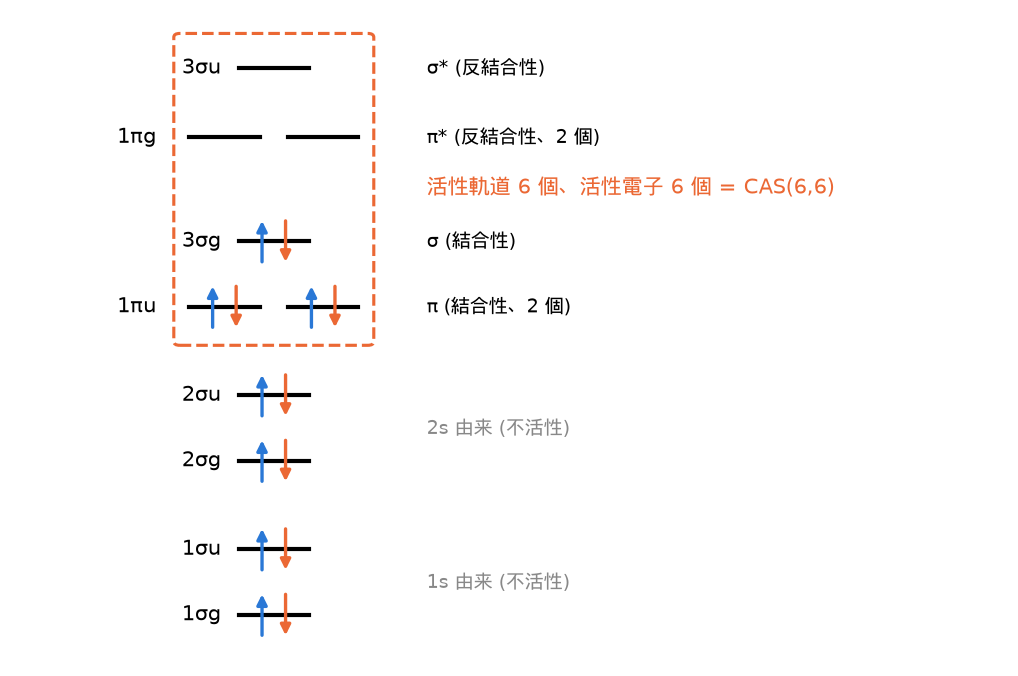 3σu σ* (反結合性)
1πg π* (反結合性、2 個)
活性軌道 6 個、活性電子 6 個 = CAS(6,6)
3σg σ (結合性)
1πu π (結合性、2 個)
2σu
2s 由来 (不活性)
2σg
1σu
1s 由来 (不活性)
1σg